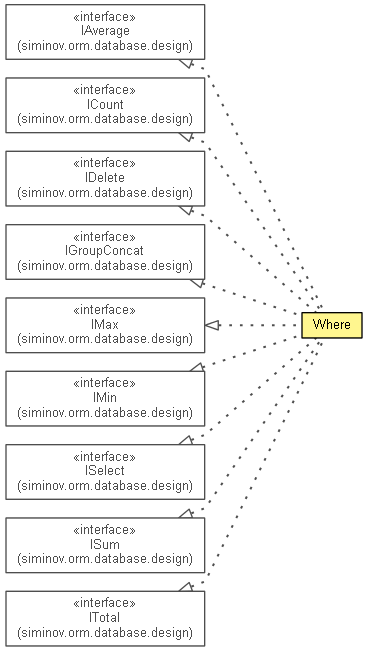 «interface»
IAverage
(siminov.orm.database.design)
«interface»
ICount
(siminov.orm.database.design)
«interface»
IDelete
(siminov.orm.database.design)
«interface»
IGroupConcat
(siminov.orm.database.design)
«interface»
IMax
(siminov.orm.database.design)
Where
«interface»
IMin
(siminov.orm.database.design)
«interface»
ISelect
(siminov.orm.database.design)
«interface»
ISum
(siminov.orm.database.design)
«interface»
ITotal
(siminov.orm.database.design)